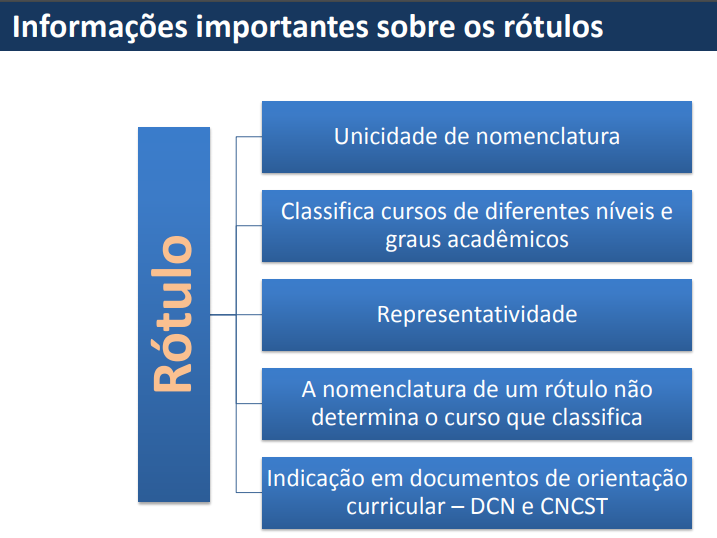 Informações importantes sobre os rótulos
Rótulo
Unicidade de nomenclatura
Classifica cursos de diferentes níveis e
graus acadêmicos
Representatividade
A nomenclatura de um rótulo não
determina o curso que classifica
Indicação em documentos de orientação
curricular – DCN e CNCST